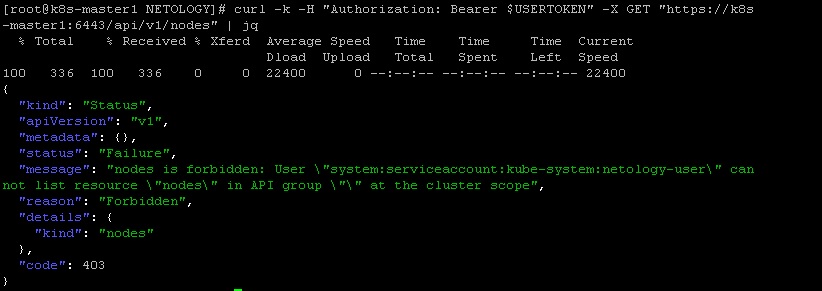 [root@k8s-master1 NETOLOGY]# curl -k -H "Authorization: Bearer $USERTOKEN" -X GET "https://k8s
-master1:6443/api/v1/nodes" | jq
  % Total    % Received % Xferd  Average Speed   Time    Time     Time  Current
                                 Dload  Upload   Total   Spent    Left  Speed
100   336  100   336    0     0  22400      0 --:--:-- --:--:-- --:--:-- 22400
{
  "kind": "Status",
  "apiVersion": "v1",
  "metadata": {},
  "status": "Failure",
  "message": "nodes is forbidden: User \"system:serviceaccount:kube-system:netology-user\" can
not list resource \"nodes\" in API group \"\" at the cluster scope",
  "reason": "Forbidden",
  "details": {
    "kind": "nodes"
  },
  "code": 403
}